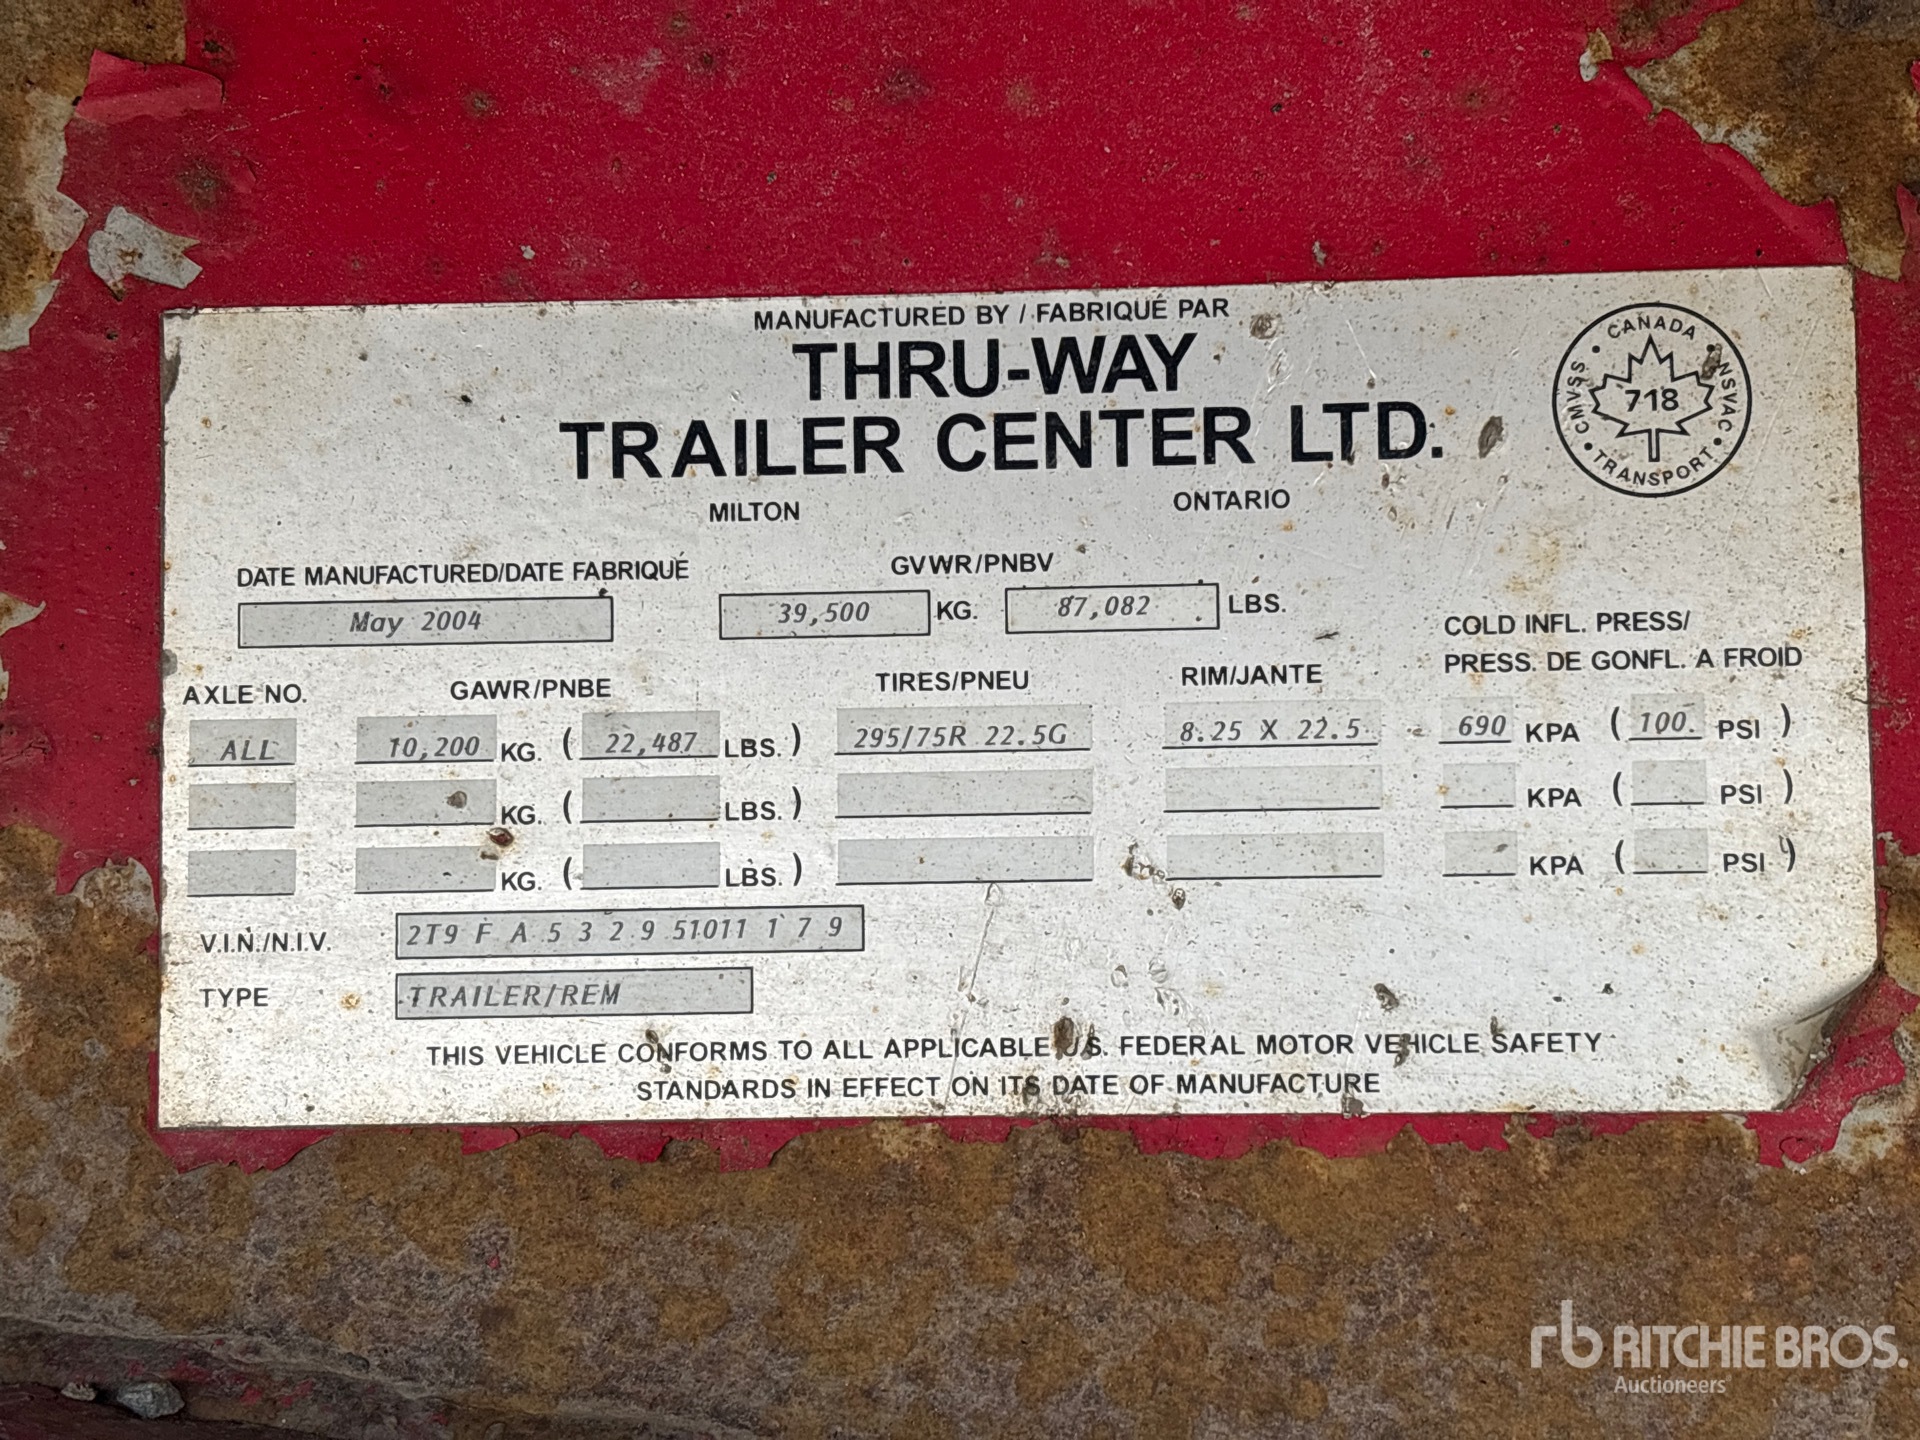 MANUFACTURED BY / FABRIQUÉ PAR
THRU-WAY
TRAILER CENTER LTD.
MILTON ONTARIO
CANADA
CMVSS • NSVAC
718
TRANSPORT
DATE MANUFACTURED/DATE FABRIQUÉ GVWR/PNBV
May 2004 39,500 KG. 87,082 LBS.
COLD INFL. PRESS/
PRESS. DE GONFL. A FROID
AXLE NO. GAWR/PNBE TIRES/PNEU RIM/JANTE
ALL 10,200 KG. ( 22,487 LBS. ) 295/75R 22.5G 8.25 X 22.5 690 KPA ( 100. PSI )
KG. ( LBS. ) KPA ( PSI )
KG. ( LBS. ) KPA ( PSI )
V.I.N./N.I.V. 2T9 F A 5 3 2 9 51011 1 7 9
TYPE TRAILER/REM
THIS VEHICLE CONFORMS TO ALL APPLICABLE U.S. FEDERAL MOTOR VEHICLE SAFETY
STANDARDS IN EFFECT ON ITS DATE OF MANUFACTURE
rb RITCHIE BROS.
Auctioneers